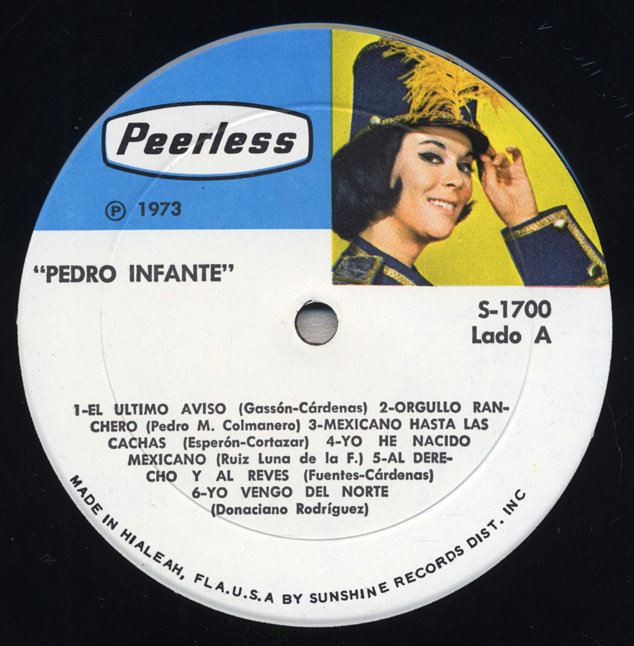 Peerless
Ⓟ 1973
“PEDRO INFANTE”
S-1700
Lado A
1-EL ULTIMO AVISO (Gassón-Cárdenas) 2-ORGULLO RAN-
CHERO (Pedro M. Colmanero) 3-MEXICANO HASTA LAS
CACHAS (Esperón-Cortazar) 4-YO HE NACIDO
MEXICANO (Ruiz Luna de la F.) 5-AL DERE-
CHO Y AL REVES (Fuentes-Cárdenas)
6-YO VENGO DEL NORTE
(Donaciano Rodríguez)
MADE IN HIALEAH, FLA.U.S.A BY SUNSHINE RECORDS DIST. INC